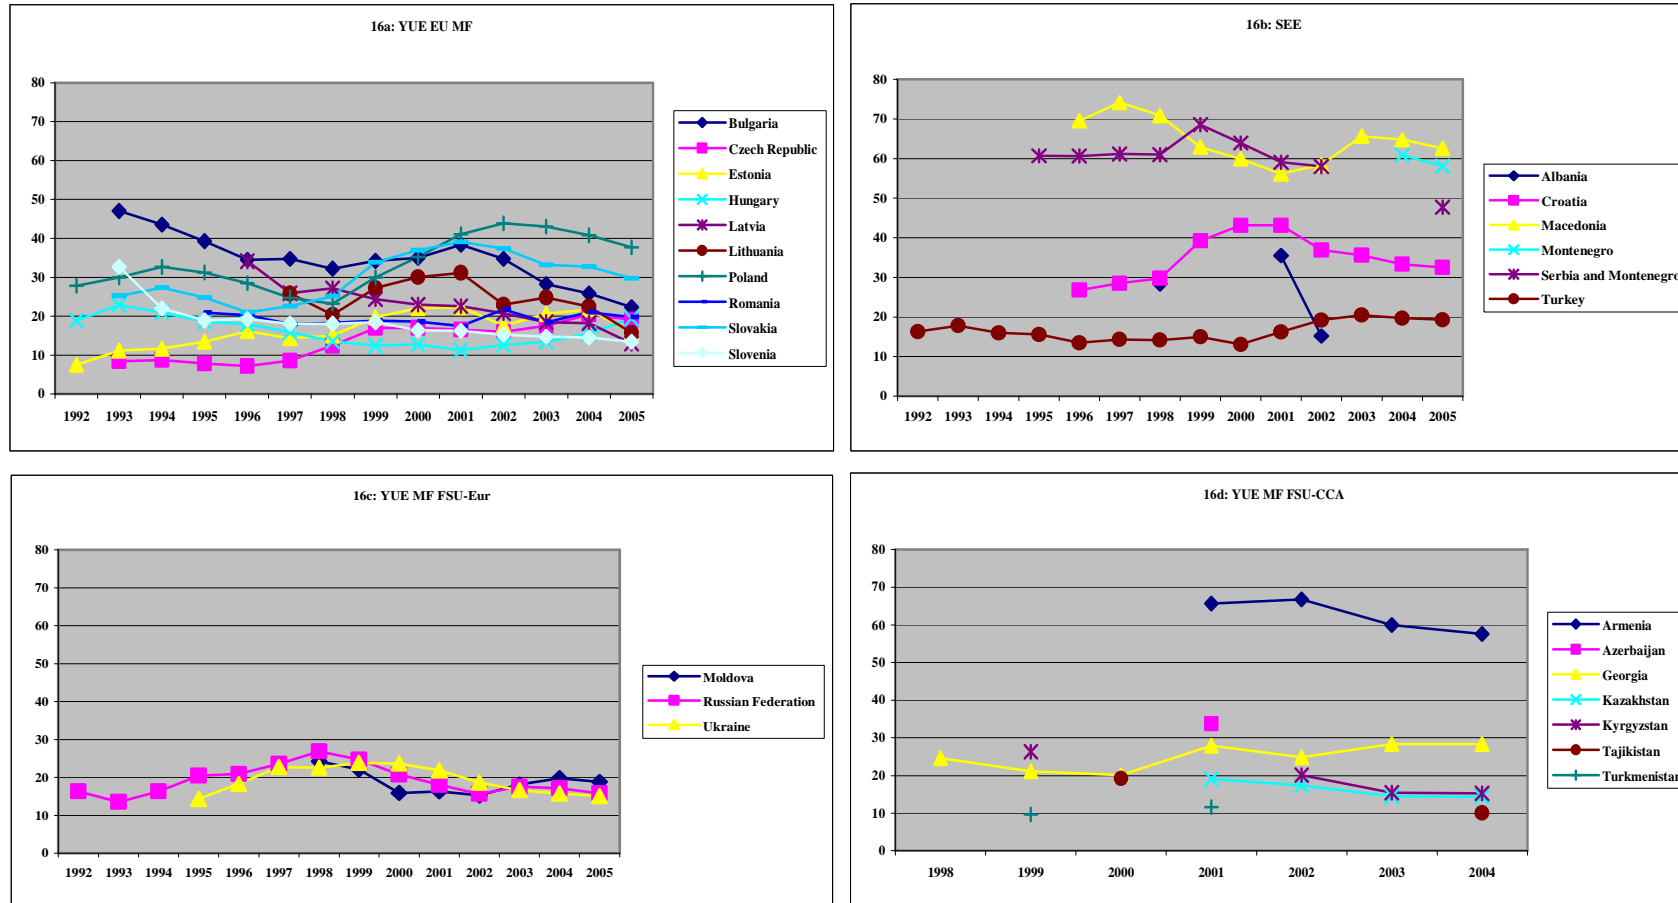 16a: YUE EU MF
80
70
60
50
40
30
20
10
0
1992 1993 1994 1995 1996 1997 1998 1999 2000 2001 2002 2003 2004 2005
Bulgaria
Czech Republic
Estonia
Hungary
Latvia
Lithuania
Poland
Romania
Slovakia
Slovenia
16b: SEE
80
70
60
50
40
30
20
10
0
1992 1993 1994 1995 1996 1997 1998 1999 2000 2001 2002 2003 2004 2005
Albania
Croatia
Macedonia
Montenegro
Serbia and Montenegro
Turkey
16c: YUE MF FSU-Eur
80
70
60
50
40
30
20
10
0
1992 1993 1994 1995 1996 1997 1998 1999 2000 2001 2002 2003 2004 2005
Moldova
Russian Federation
Ukraine
16d: YUE MF FSU-CCA
80
70
60
50
40
30
20
10
0
1998 1999 2000 2001 2002 2003 2004
Armenia
Azerbaijan
Georgia
Kazakhstan
Kyrgyzstan
Tajikistan
Turkmenistan